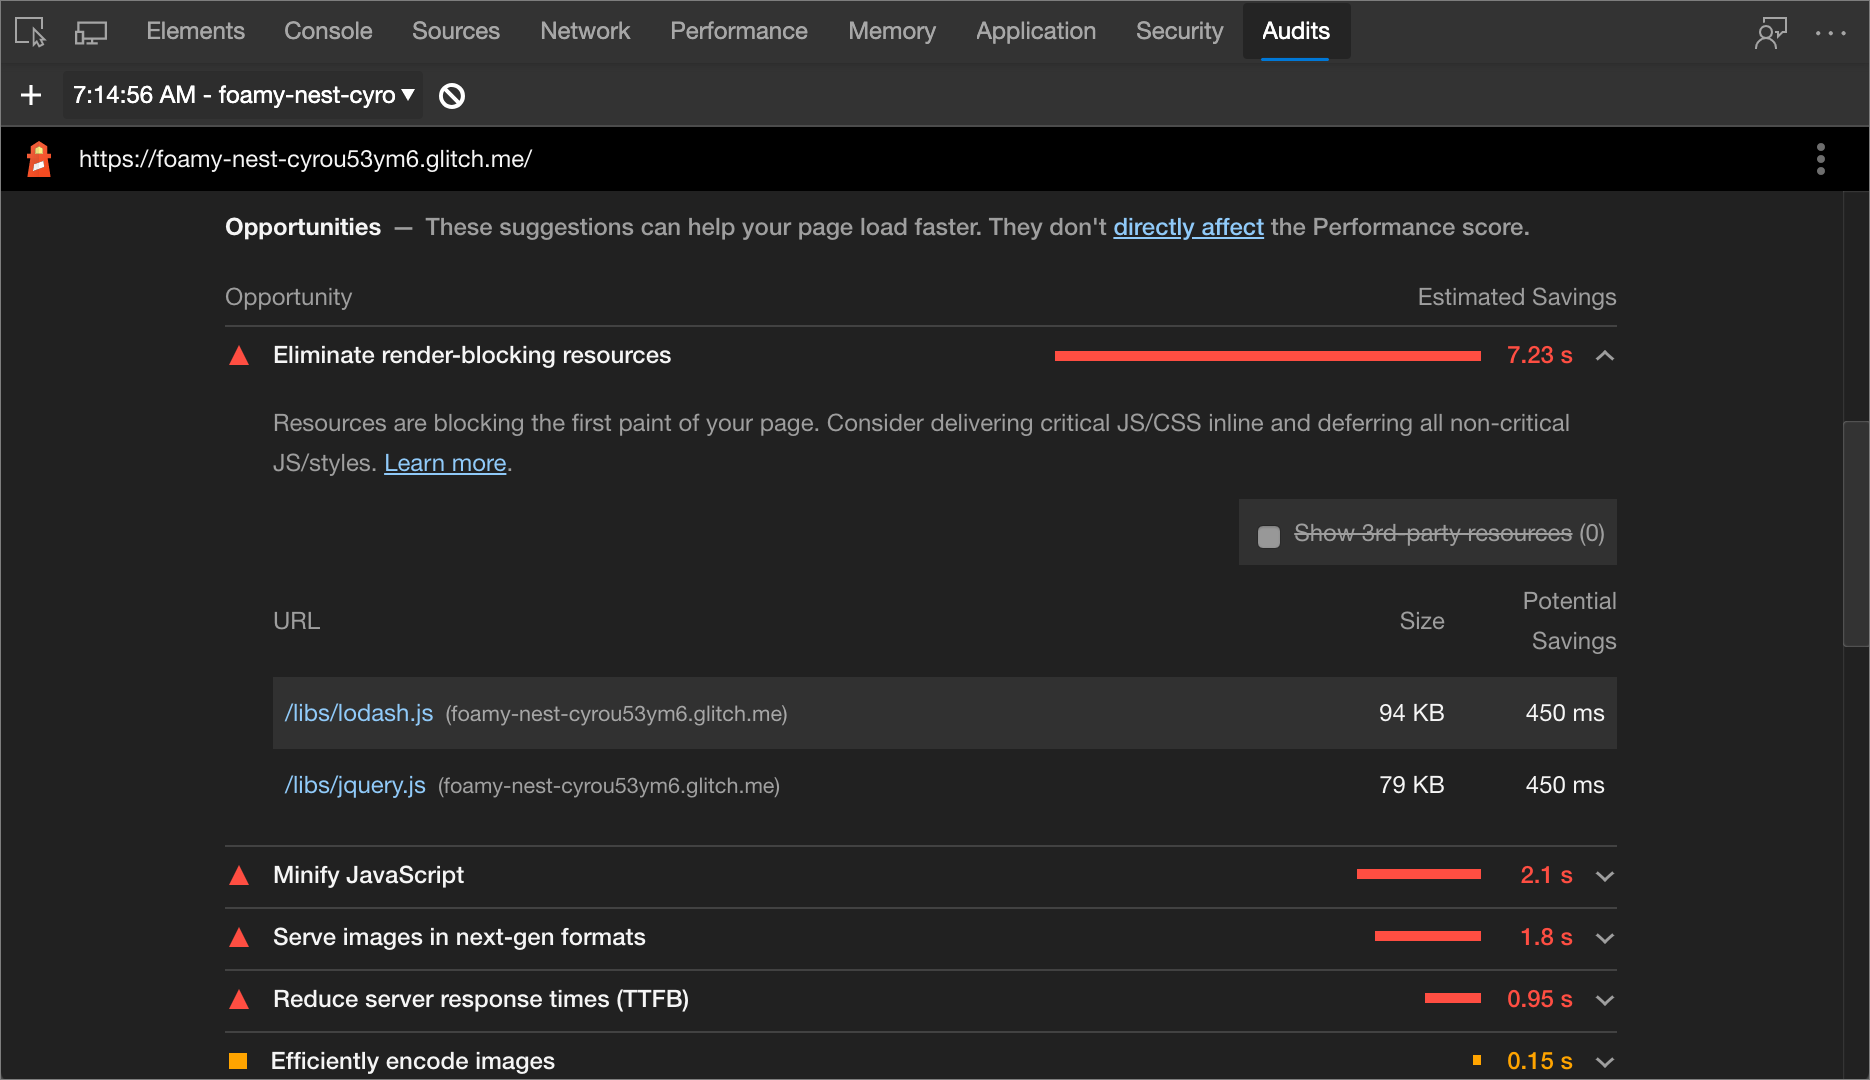 Elements Console Sources Network Performance Memory Application Security Audits
7:14:56 AM - foamy-nest-cyro
https://foamy-nest-cyrou53ym6.glitch.me/
Opportunities — These suggestions can help your page load faster. They don't directly affect the Performance score.
Opportunity Estimated Savings
Eliminate render-blocking resources 7.23 s
Resources are blocking the first paint of your page. Consider delivering critical JS/CSS inline and deferring all non-critical
JS/styles. Learn more.
Show 3rd-party resources (0)
URL Size Potential Savings
/libs/lodash.js (foamy-nest-cyrou53ym6.glitch.me) 94 KB 450 ms
/libs/jquery.js (foamy-nest-cyrou53ym6.glitch.me) 79 KB 450 ms
Minify JavaScript 2.1 s
Serve images in next-gen formats 1.8 s
Reduce server response times (TTFB) 0.95 s
Efficiently encode images 0.15 s